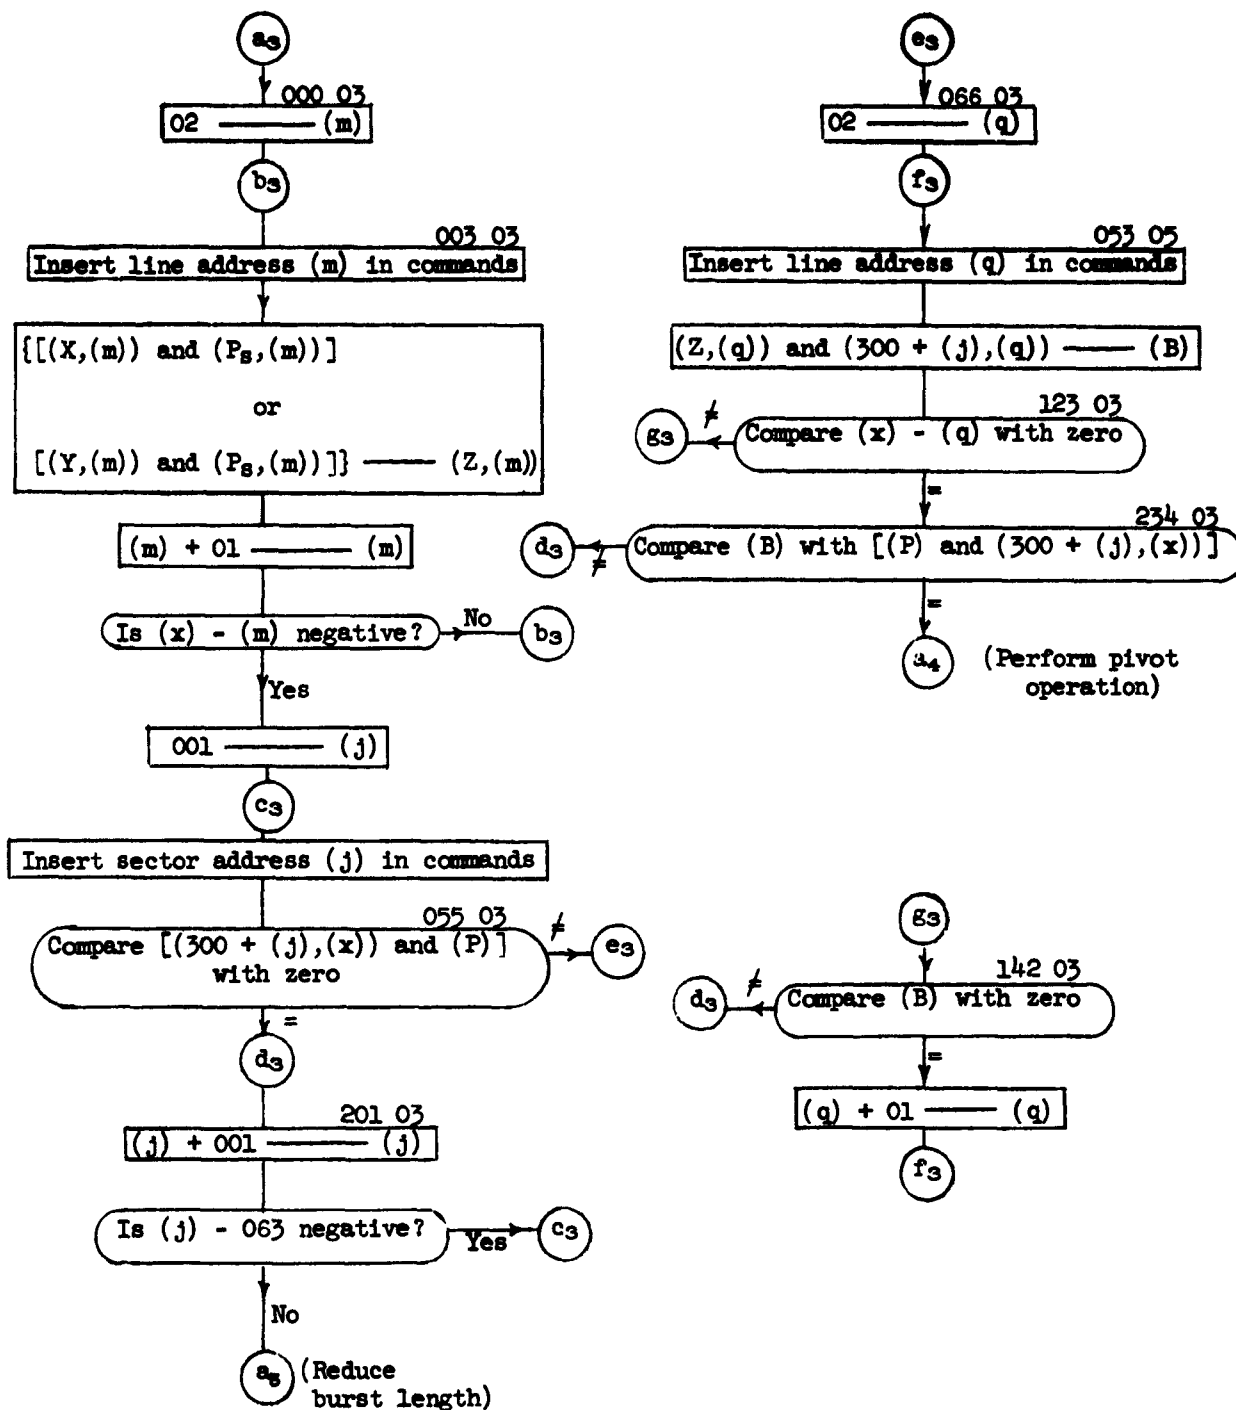 a₃
000 03
02 ——— (m)
b₃
003 03
Insert line address (m) in commands
{[(X,(m)) and (Pₛ,(m))]
or
[(Y,(m)) and (Pₛ,(m))]} ——— (Z,(m))
(m) + 01 ——— (m)
Is (x) - (m) negative?
No
b₃
Yes
001 ——— (j)
c₃
Insert sector address (j) in commands
055 03
Compare [(300 + (j),(x)) and (P)]
with zero
≠
e₃
=
d₃
201 03
(j) + 001 ——— (j)
Is (j) - 063 negative?
Yes
c₃
No
a₅
(Reduce
burst length)
e₃
066 03
02 ——— (q)
f₃
053 05
Insert line address (q) in commands
(Z,(q)) and (300 + (j),(q)) ——— (B)
123 03
g₃
≠
Compare (x) - (q) with zero
=
234 03
d₃
≠
Compare (B) with [(P) and (300 + (j),(x))]
=
a₄
(Perform pivot
operation)
g₃
142 03
d₃
≠
Compare (B) with zero
=
(q) + 01 ——— (q)
f₃